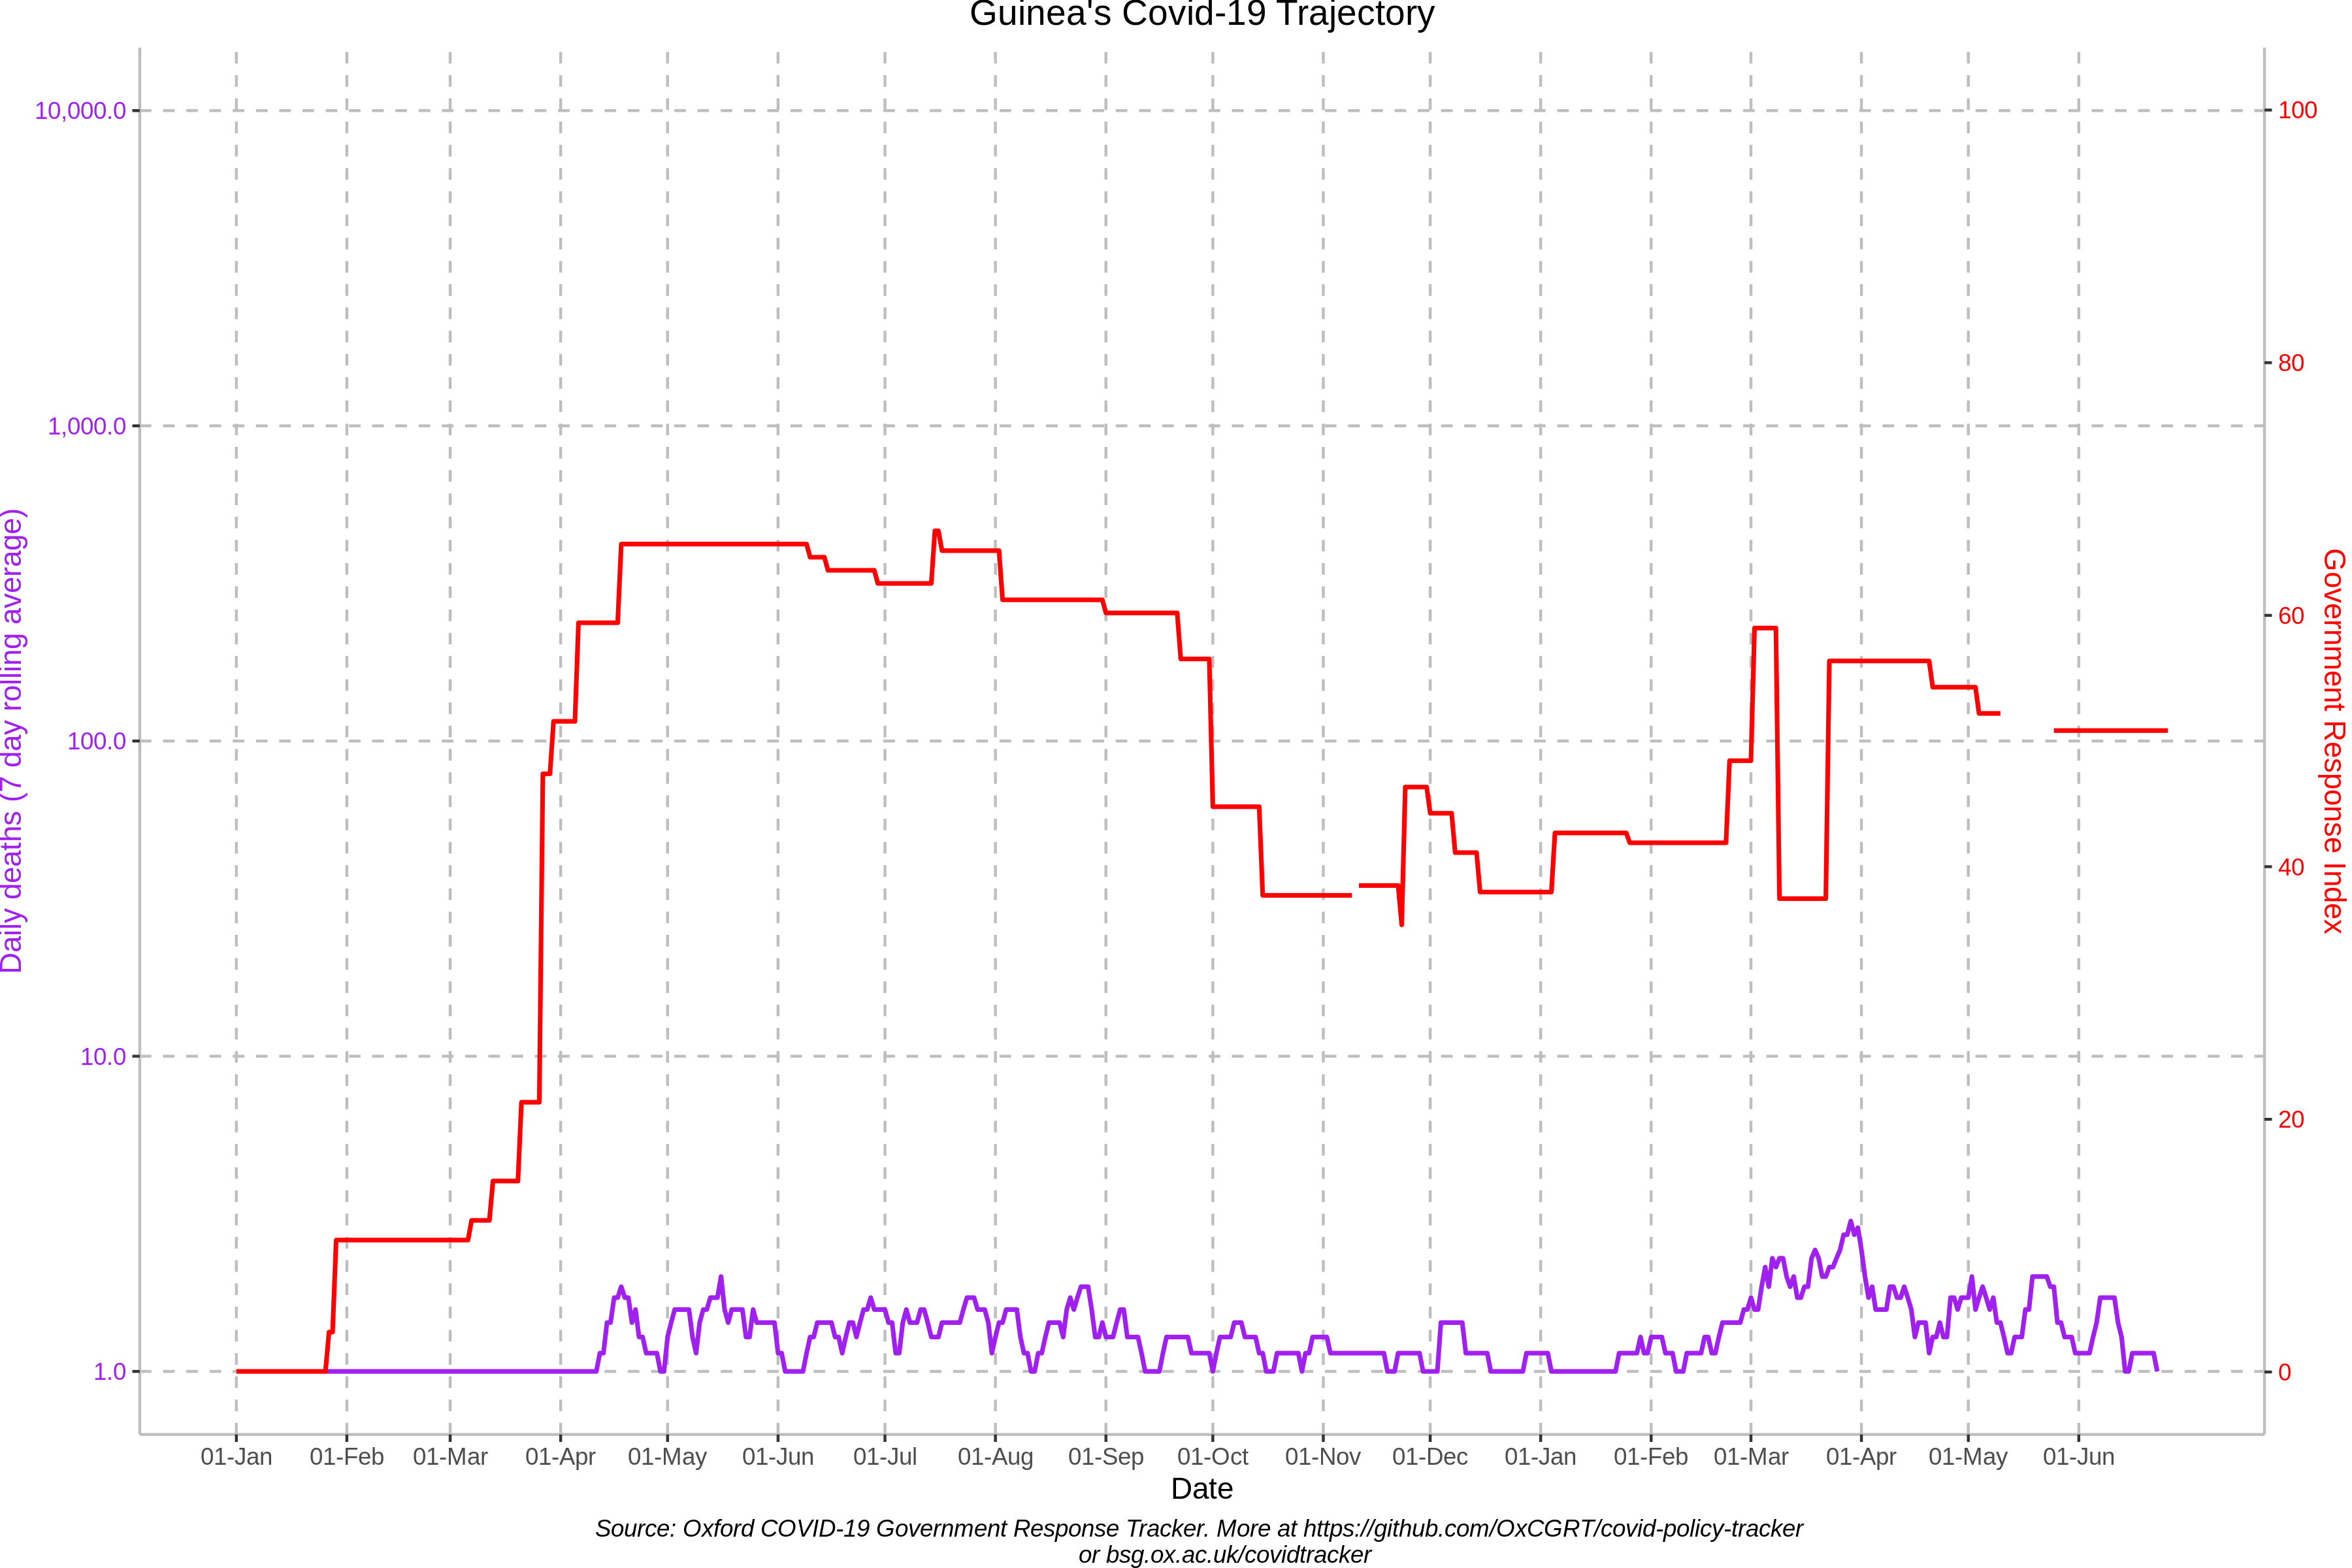 Guinea's Covid-19 Trajectory
10,000.0
1,000.0
100.0
10.0
1.0
Daily deaths (7 day rolling average)
100
80
60
40
20
0
Government Response Index
01-Jan 01-Feb 01-Mar 01-Apr 01-May 01-Jun 01-Jul 01-Aug 01-Sep 01-Oct 01-Nov 01-Dec 01-Jan 01-Feb 01-Mar 01-Apr 01-May 01-Jun
Date
Source: Oxford COVID-19 Government Response Tracker. More at https://github.com/OxCGRT/covid-policy-tracker
or bsg.ox.ac.uk/covidtracker